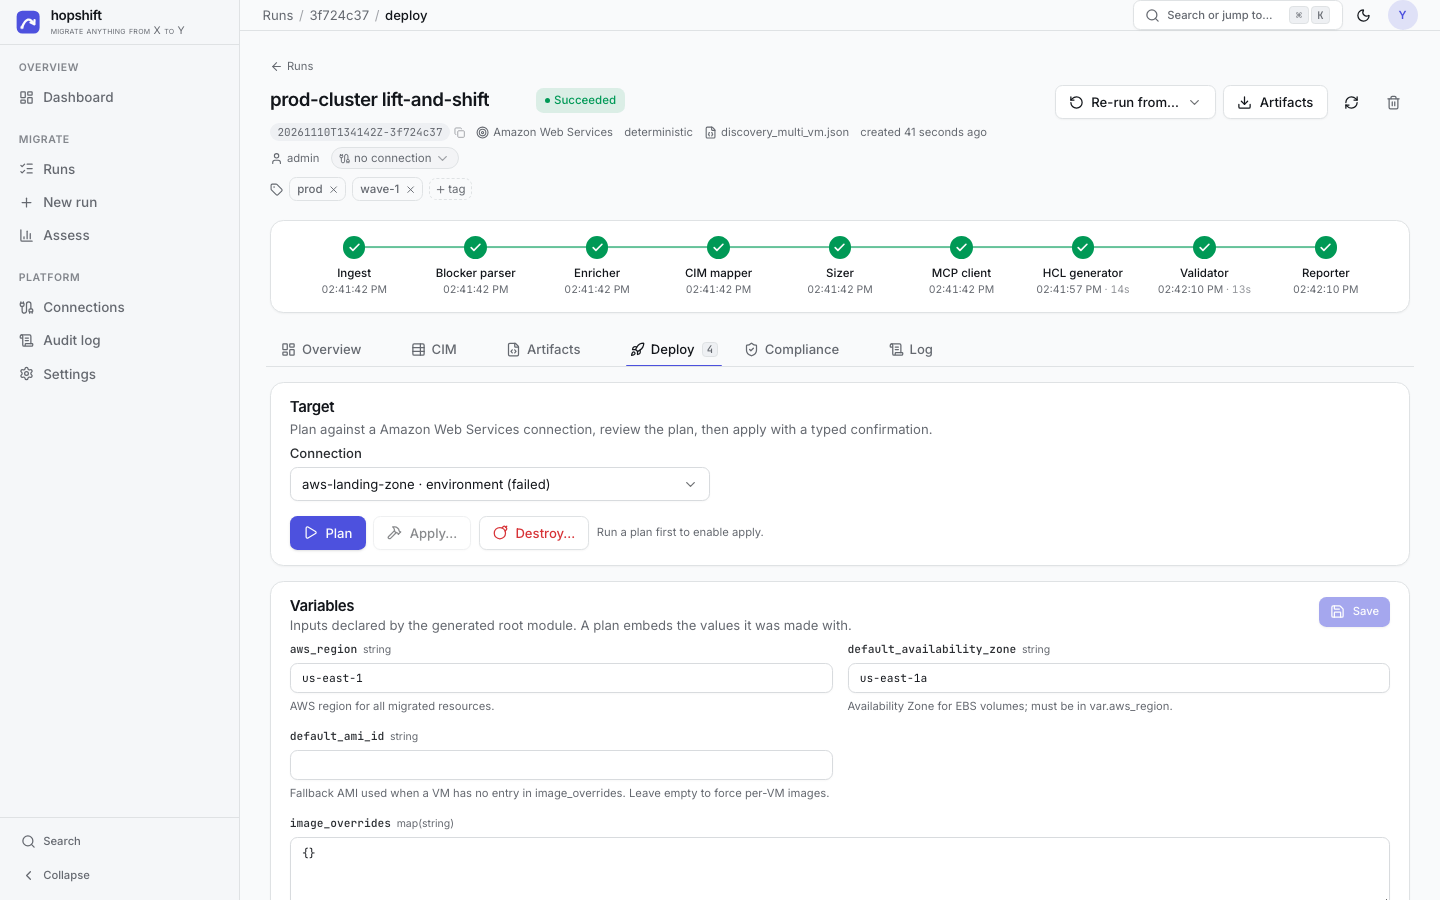 hopshift
MIGRATE ANYTHING FROM X TO Y
OVERVIEW
Dashboard
MIGRATE
Runs
New run
Assess
PLATFORM
Connections
Audit log
Settings
Search
Collapse
Runs / 3f724c37 / deploy
Search or jump to... ⌘ K
Y
Runs
prod-cluster lift-and-shift
Succeeded
Re-run from...
Artifacts
20261110T134142Z-3f724c37
Amazon Web Services
deterministic
discovery_multi_vm.json
created 41 seconds ago
admin
no connection
prod
wave-1
+ tag
Ingest
02:41:42 PM
Blocker parser
02:41:42 PM
Enricher
02:41:42 PM
CIM mapper
02:41:42 PM
Sizer
02:41:42 PM
MCP client
02:41:42 PM
HCL generator
02:41:57 PM · 14s
Validator
02:42:10 PM · 13s
Reporter
02:42:10 PM
Overview
CIM
Artifacts
Deploy 4
Compliance
Log
Target
Plan against a Amazon Web Services connection, review the plan, then apply with a typed confirmation.
Connection
aws-landing-zone · environment (failed)
Plan
Apply...
Destroy...
Run a plan first to enable apply.
Variables
Save
Inputs declared by the generated root module. A plan embeds the values it was made with.
aws_region string
us-east-1
AWS region for all migrated resources.
default_availability_zone string
us-east-1a
Availability Zone for EBS volumes; must be in var.aws_region.
default_ami_id string
Fallback AMI used when a VM has no entry in image_overrides. Leave empty to force per-VM images.
image_overrides map(string)
{}